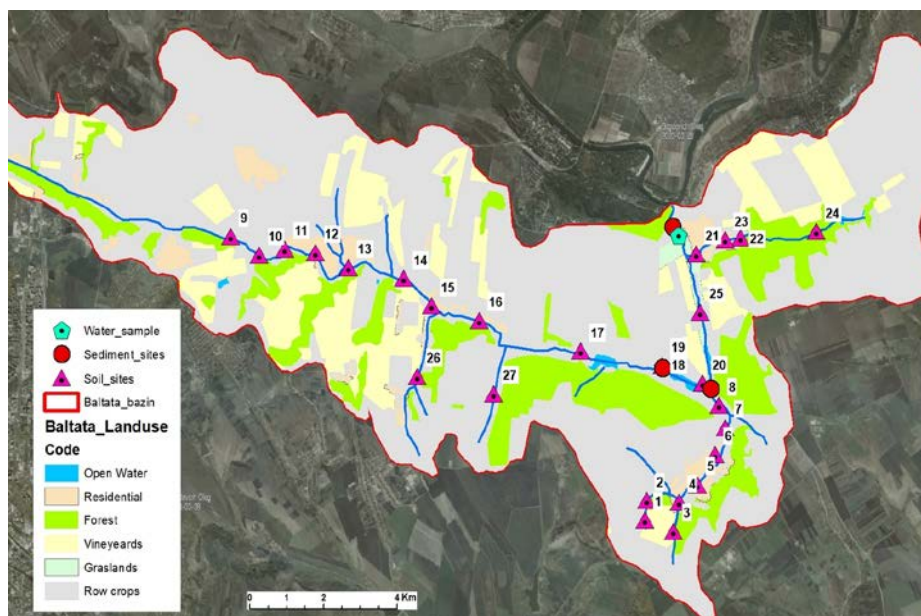 9
10
11
12
13
14
15
16
17
18
19
20
21
22
23
24
25
26
27
8
7
6
5
4
3
2
1
Water_sample
Sediment_sites
Soil_sites
Baltata_bazin
Baltata_Landuse
Code
Open Water
Residential
Forest
Vineyeards
Graslands
Row crops
0 1 2 4 Km